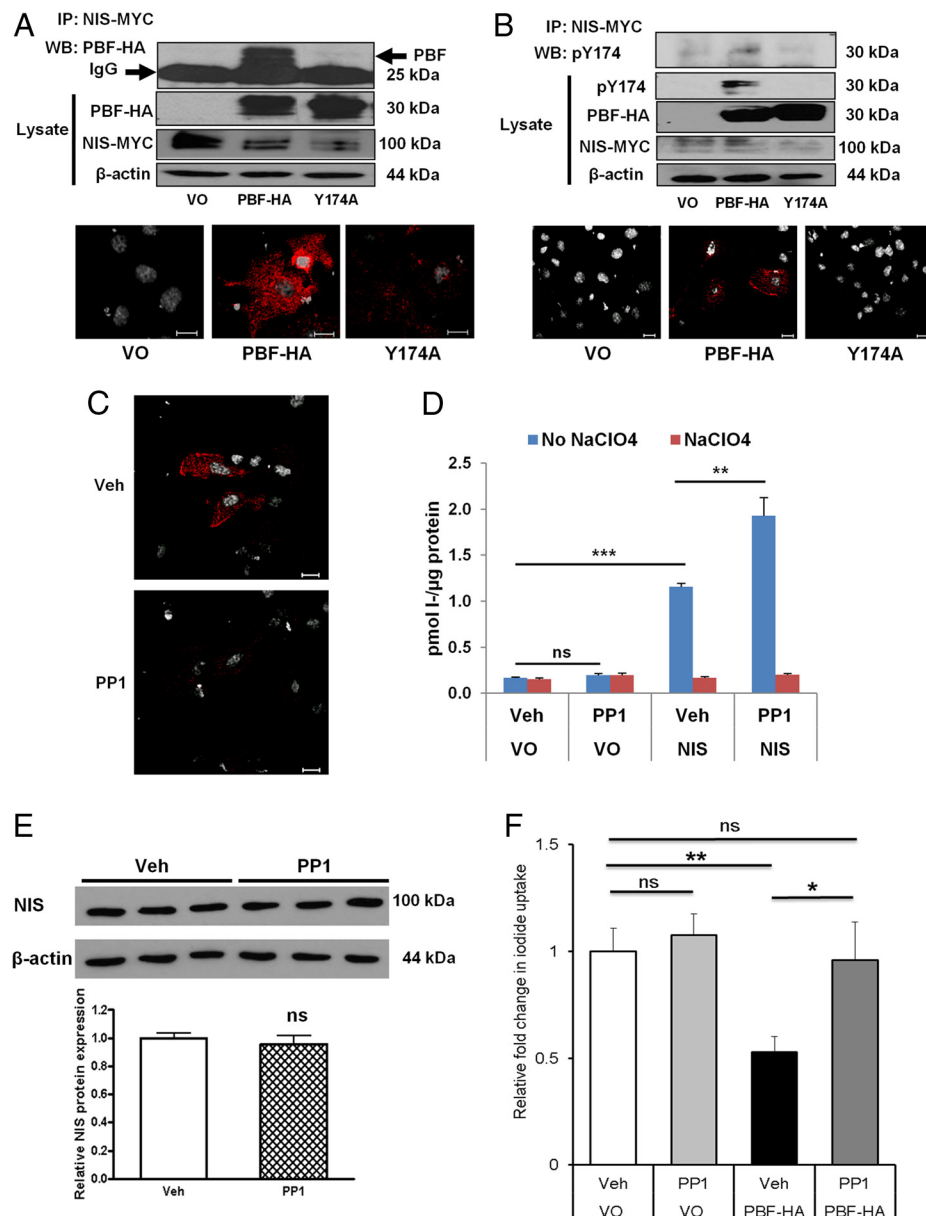 A
IP: NIS-MYC
WB: PBF-HA
IgG
PBF
25 kDa
Lysate
PBF-HA
30 kDa
NIS-MYC
100 kDa
β-actin
44 kDa
VO PBF-HA Y174A
VO PBF-HA Y174A
B
IP: NIS-MYC
WB: pY174
30 kDa
Lysate
pY174
30 kDa
PBF-HA
30 kDa
NIS-MYC
100 kDa
β-actin
44 kDa
VO PBF-HA Y174A
VO PBF-HA Y174A
C
Veh
PP1
D
No NaClO4 NaClO4
pmol I-/µg protein
2.5
2.0
1.5
1.0
0.5
0.0
ns
***
**
Veh PP1 Veh PP1
VO VO NIS NIS
E
Veh PP1
NIS
100 kDa
β-actin
44 kDa
Relative NIS protein expression
1.2
1.0
0.8
0.6
0.4
0.2
0.0
ns
Veh PP1
F
Relative fold change in iodide uptake
1.5
1
0.5
0
ns
**
ns
*
Veh PP1 Veh PP1
VO VO PBF-HA PBF-HA